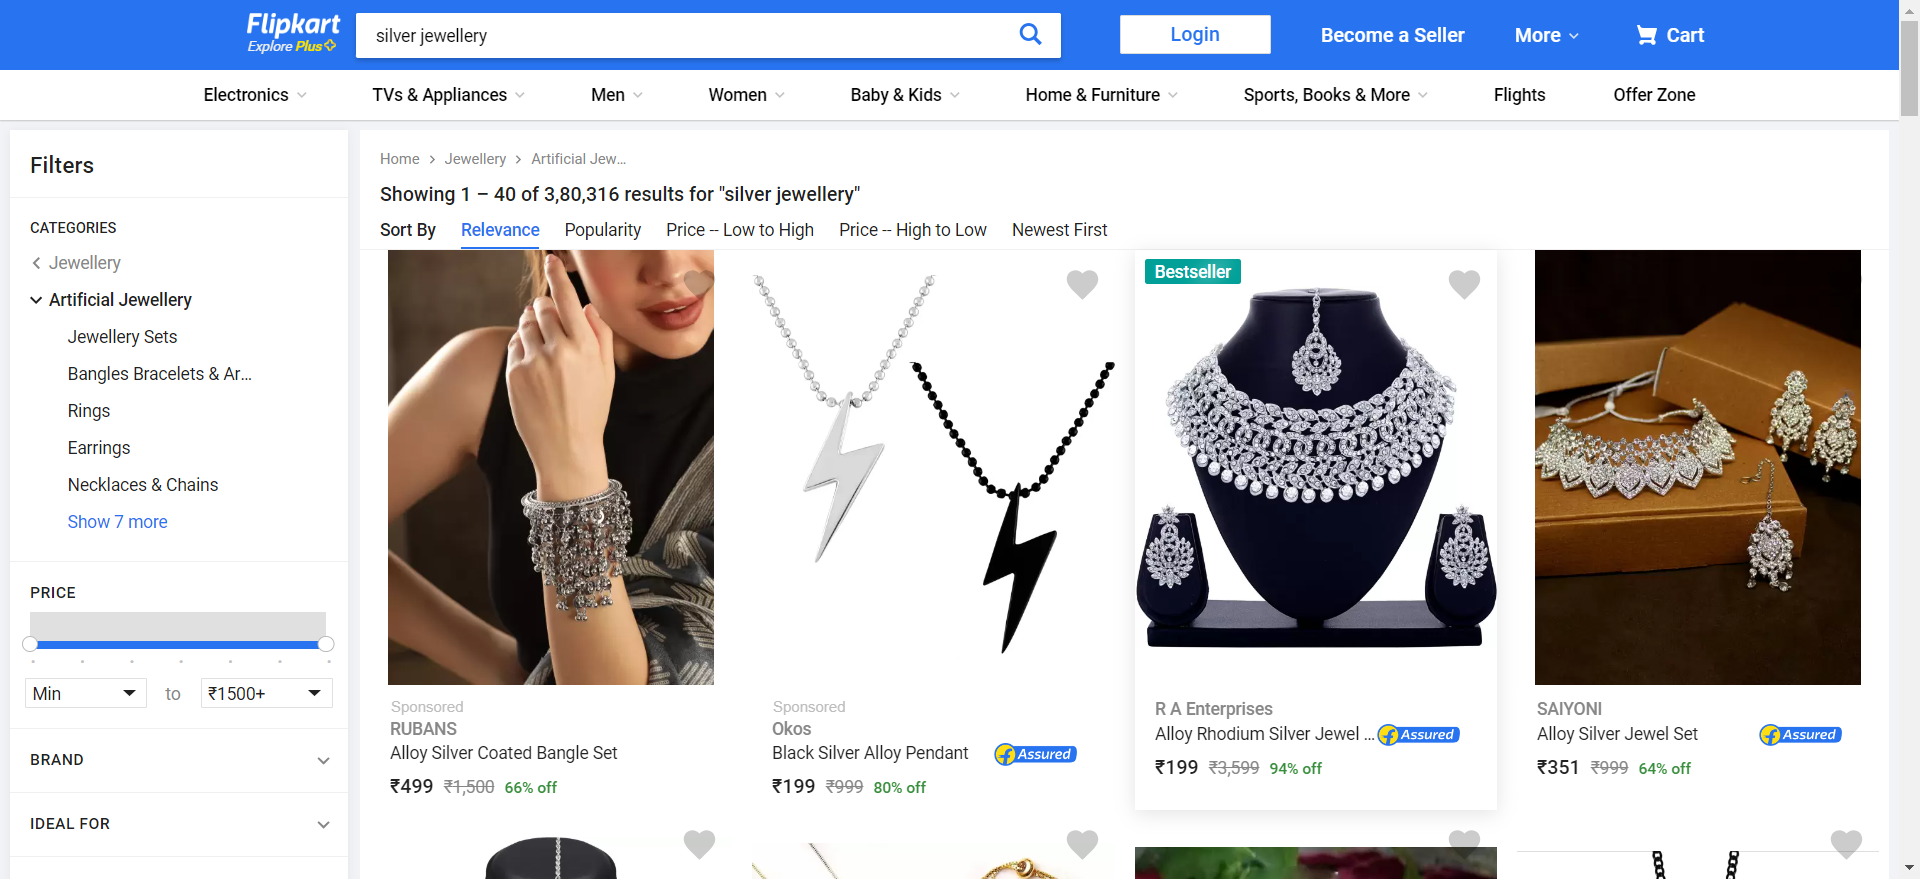 Flipkart
Explore Plus
silver jewellery
Login
Become a Seller
More
Cart
Electronics
TVs & Appliances
Men
Women
Baby & Kids
Home & Furniture
Sports, Books & More
Flights
Offer Zone
Filters
CATEGORIES
Jewellery
Artificial Jewellery
Jewellery Sets
Bangles Bracelets & Ar...
Rings
Earrings
Necklaces & Chains
Show 7 more
PRICE
Min
to
₹1500+
BRAND
IDEAL FOR
Home
Jewellery
Artificial Jew...
Showing 1 – 40 of 3,80,316 results for "silver jewellery"
Sort By
Relevance
Popularity
Price -- Low to High
Price -- High to Low
Newest First
Sponsored
RUBANS
Alloy Silver Coated Bangle Set
₹499 ₹1,500 66% off
Sponsored
Okos
Black Silver Alloy Pendant
Assured
₹199 ₹999 80% off
Bestseller
R A Enterprises
Alloy Rhodium Silver Jewel ...
Assured
₹199 ₹3,599 94% off
SAIYONI
Alloy Silver Jewel Set
Assured
₹351 ₹999 64% off